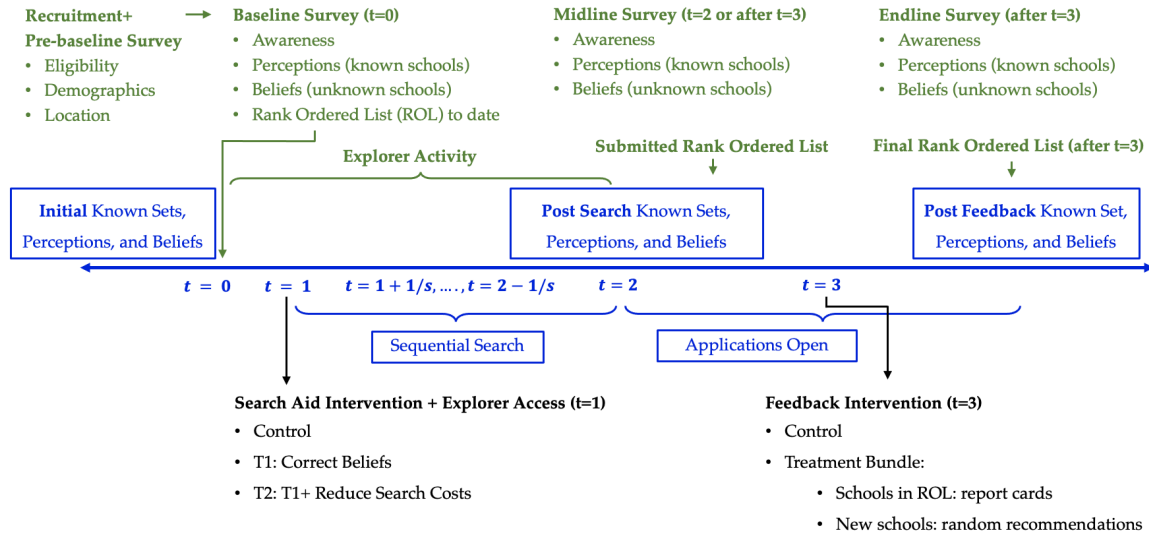 Recruitment+
Pre-baseline Survey
• Eligibility
• Demographics
• Location
Baseline Survey (t=0)
• Awareness
• Perceptions (known schools)
• Beliefs (unknown schools)
• Rank Ordered List (ROL) to date
Midline Survey (t=2 or after t=3)
• Awareness
• Perceptions (known schools)
• Beliefs (unknown schools)
Endline Survey (after t=3)
• Awareness
• Perceptions (known schools)
• Beliefs (unknown schools)
Explorer Activity
Submitted Rank Ordered List
Final Rank Ordered List (after t=3)
Initial Known Sets,
Perceptions, and Beliefs
Post Search Known Sets,
Perceptions, and Beliefs
Post Feedback Known Set,
Perceptions, and Beliefs
t = 0
t = 1
t = 1 + 1/s, …. , t = 2 − 1/s
t = 2
t = 3
Sequential Search
Applications Open
Search Aid Intervention + Explorer Access (t=1)
• Control
• T1: Correct Beliefs
• T2: T1+ Reduce Search Costs
Feedback Intervention (t=3)
• Control
• Treatment Bundle:
• Schools in ROL: report cards
• New schools: random recommendations